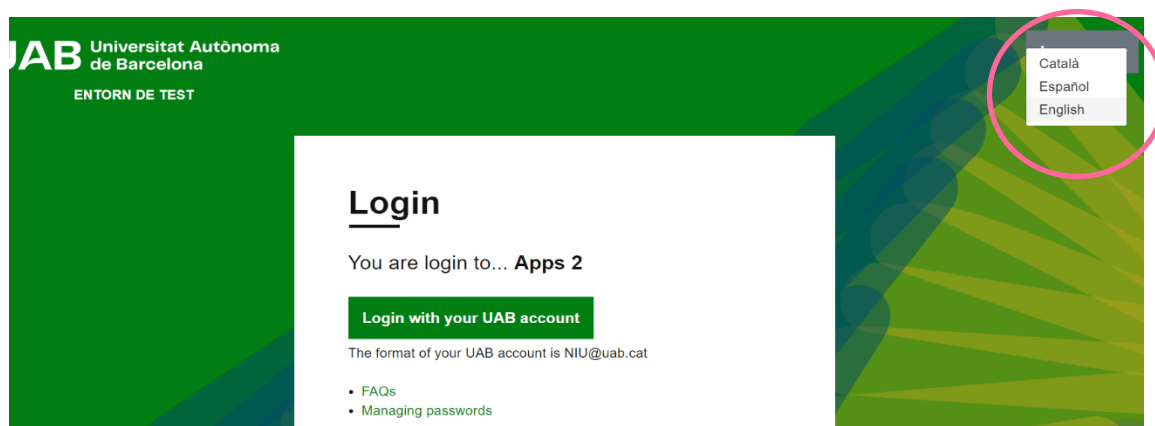 UAB Universitat Autònoma
de Barcelona
ENTORN DE TEST
Català
Español
English
Login
You are login to... Apps 2
Login with your UAB account
The format of your UAB account is NIU@uab.cat
• FAQs
• Managing passwords